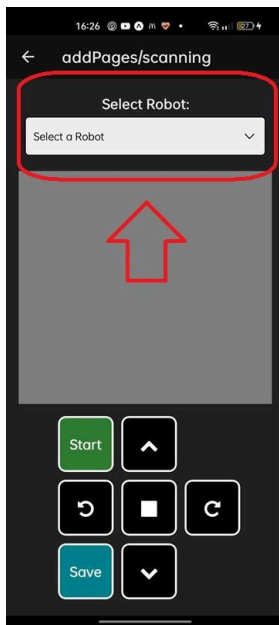 16:26
addPages/scanning
Select Robot:
Select a Robot
Start
Save